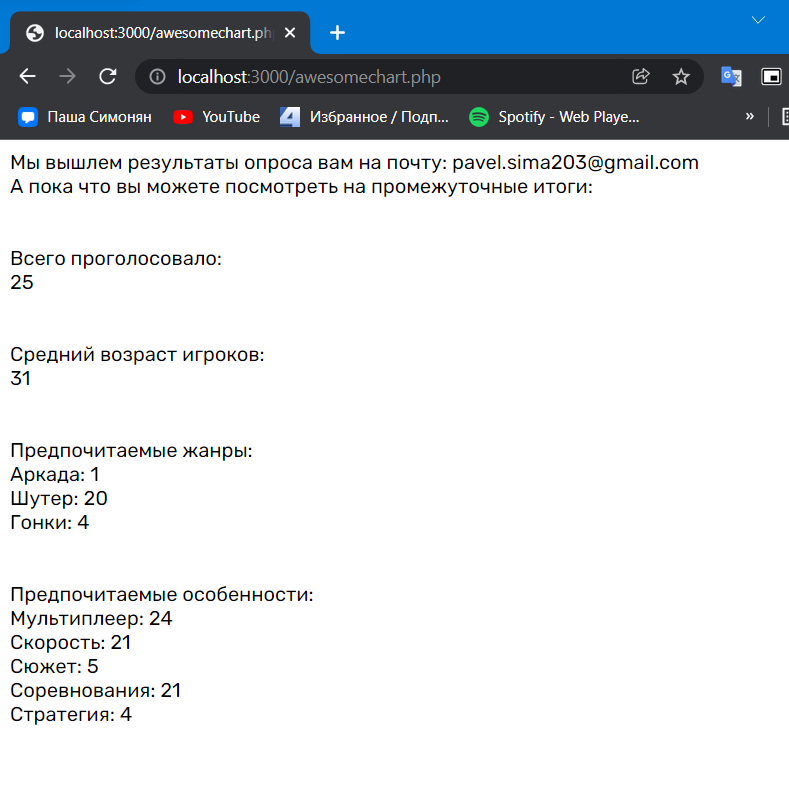 localhost:3000/awesomechart.ph
localhost:3000/awesomechart.php
Паша Симонян YouTube Избранное / Подп... Spotify - Web Playe... »
Мы вышлем результаты опроса вам на почту: pavel.sima203@gmail.com
А пока что вы можете посмотреть на промежуточные итоги:
Всего проголосовало:
25
Средний возраст игроков:
31
Предпочитаемые жанры:
Аркада: 1
Шутер: 20
Гонки: 4
Предпочитаемые особенности:
Мультиплеер: 24
Скорость: 21
Сюжет: 5
Соревнования: 21
Стратегия: 4